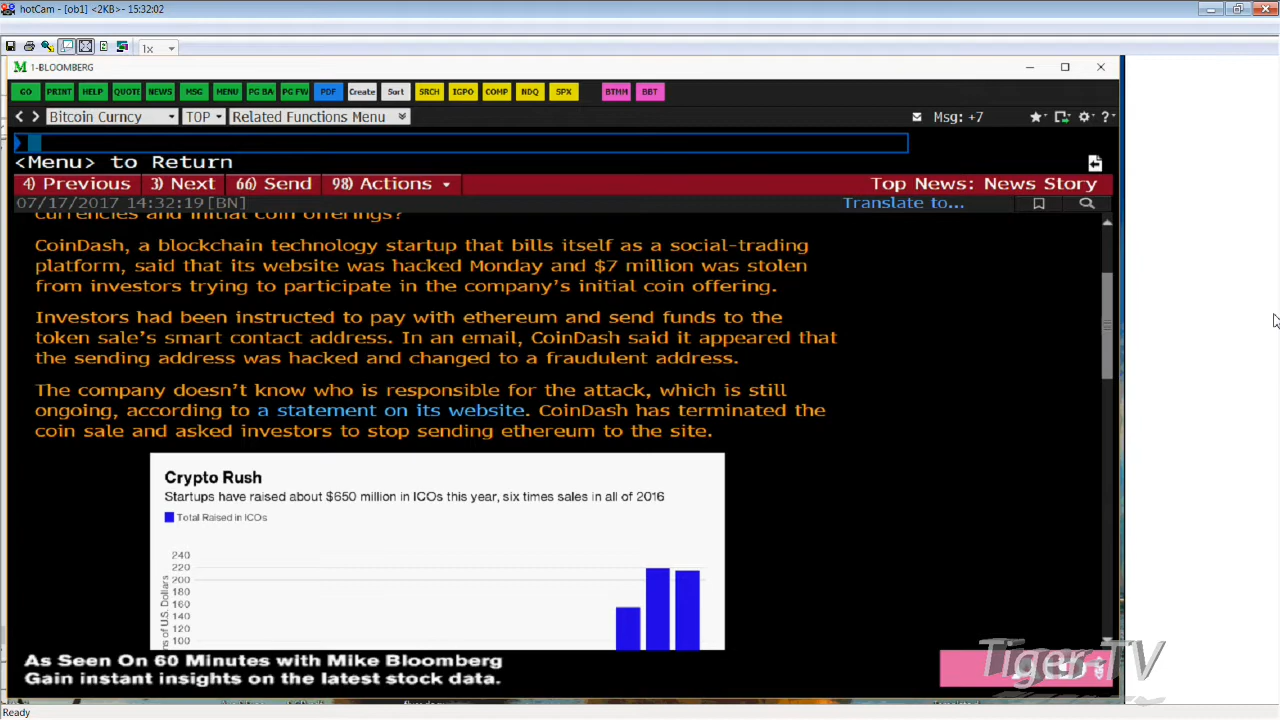 hotCam - [ob1] <2KB> - 15:32:02
1x
1-BLOOMBERG
GO PRINT HELP QUOTE NEWS MSG MENU PG BA PG FW PDF Create Sort SRCH IGPO COMP NDQ SPX BTMM BBT
Bitcoin Curncy TOP Related Functions Menu Msg: +7
<Menu> to Return
4) Previous 3) Next 66) Send 98) Actions Top News: News Story
07/17/2017 14:32:19[BN] Translate to...
currencies and initial coin offerings?
CoinDash, a blockchain technology startup that bills itself as a social-trading
platform, said that its website was hacked Monday and $7 million was stolen
from investors trying to participate in the company's initial coin offering.
Investors had been instructed to pay with ethereum and send funds to the
token sale's smart contact address. In an email, CoinDash said it appeared that
the sending address was hacked and changed to a fraudulent address.
The company doesn't know who is responsible for the attack, which is still
ongoing, according to a statement on its website. CoinDash has terminated the
coin sale and asked investors to stop sending ethereum to the site.
Crypto Rush
Startups have raised about $650 million in ICOs this year, six times sales in all of 2016
Total Raised in ICOs
240
220
200
180
160
140
120
100
of U.S. Dollars
As Seen On 60 Minutes with Mike Bloomberg
Gain instant insights on the latest stock data.
Tiger-TV
Ready